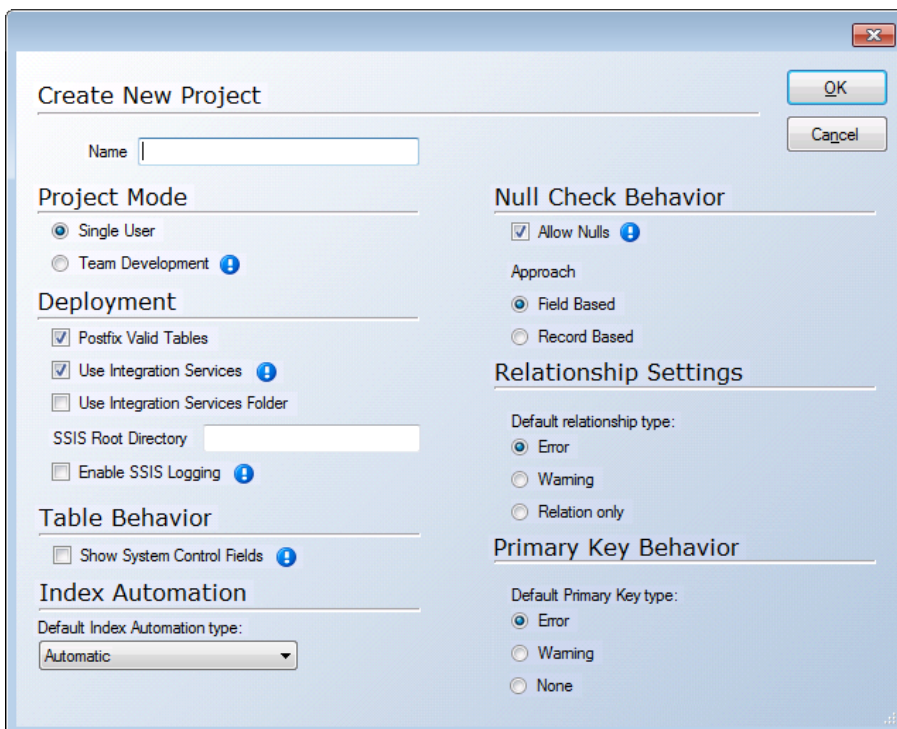 Create New Project
OK
Cancel
Name
Project Mode
Single User
Team Development
Deployment
Postfix Valid Tables
Use Integration Services
Use Integration Services Folder
SSIS Root Directory
Enable SSIS Logging
Table Behavior
Show System Control Fields
Index Automation
Default Index Automation type:
Automatic
Null Check Behavior
Allow Nulls
Approach
Field Based
Record Based
Relationship Settings
Default relationship type:
Error
Warning
Relation only
Primary Key Behavior
Default Primary Key type:
Error
Warning
None